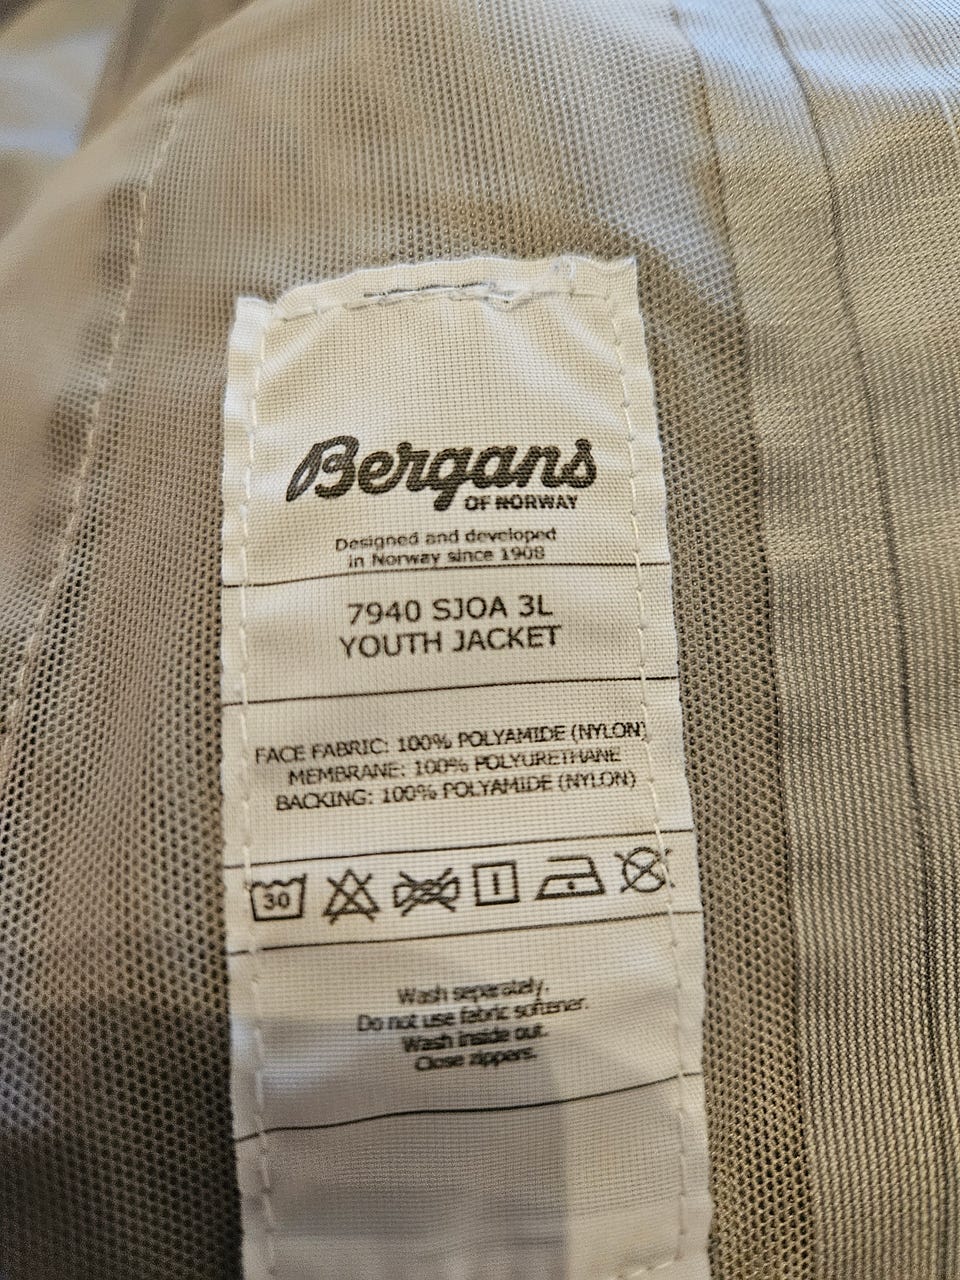 Bergans
OF NORWAY
Designed and developed
in Norway since 1908
7940 SJOA 3L
YOUTH JACKET
FACE FABRIC: 100% POLYAMIDE (NYLON)
MEMBRANE: 100% POLYURETHANE
BACKING: 100% POLYAMIDE (NYLON)
30
Wash separately.
Do not use fabric softener.
Wash inside out.
Close zippers.